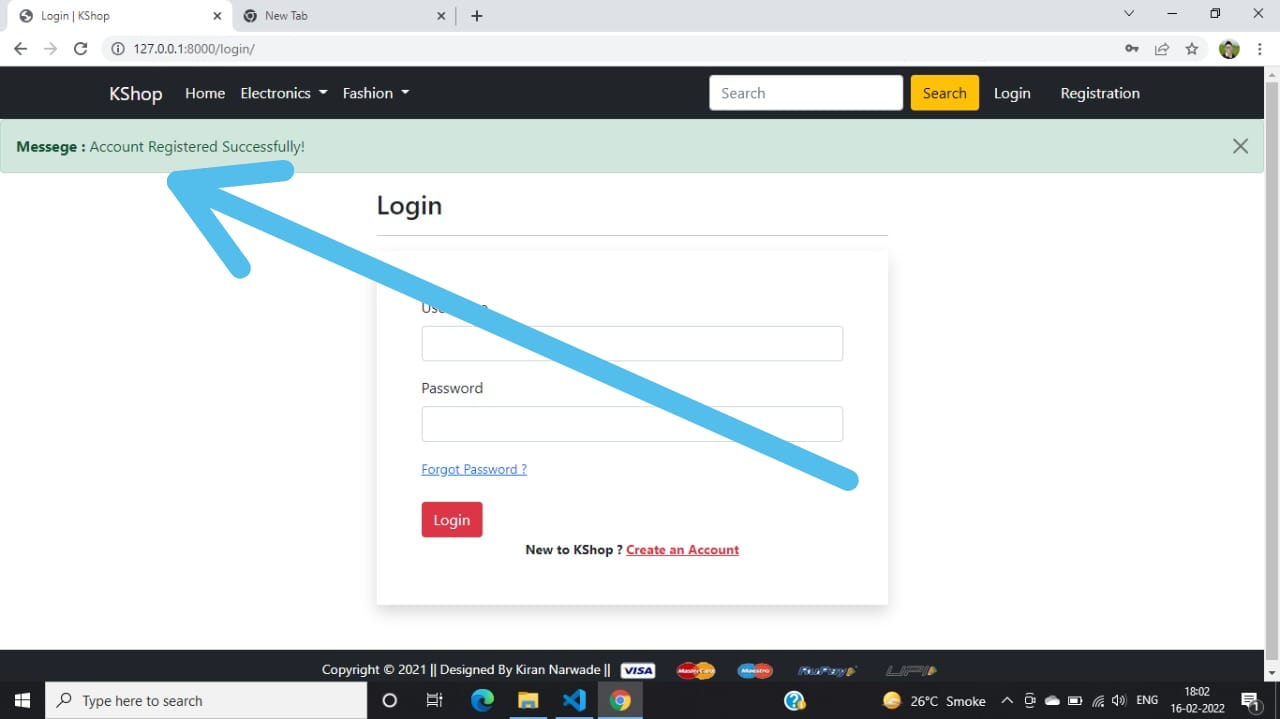 Login | KShop
New Tab
127.0.0.1:8000/login/
KShop Home Electronics Fashion Search Search Login Registration
Messege : Account Registered Successfully!
Login
Password
Forgot Password ?
Login
New to KShop ? Create an Account
Copyright © 2021 || Designed By Kiran Narwade || VISA MasterCard Maestro RuPay UPI
Type here to search
26°C Smoke
ENG
18:02
16-02-2022
1